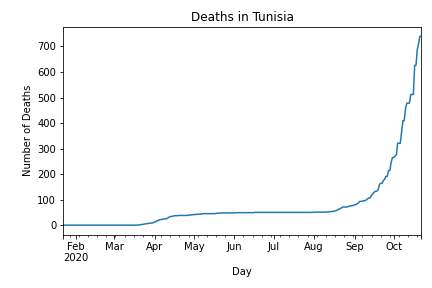 Deaths in Tunisia
Number of Deaths
700
600
500
400
300
200
100
0
Feb Mar Apr May Jun Jul Aug Sep Oct
2020
Day